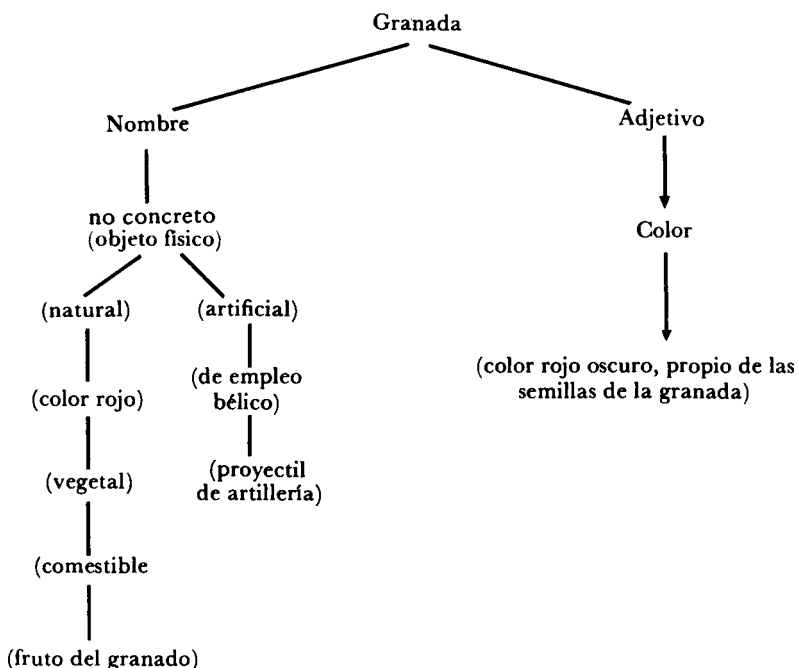 Granada
Nombre
Adjetivo
no concreto
(objeto físico)
Color
(natural)
(artificial)
(color rojo oscuro, propio de las
semillas de la granada)
(color rojo)
(de empleo
bélico)
(vegetal)
(proyectil
de artillería)
(comestible
(fruto del granado)